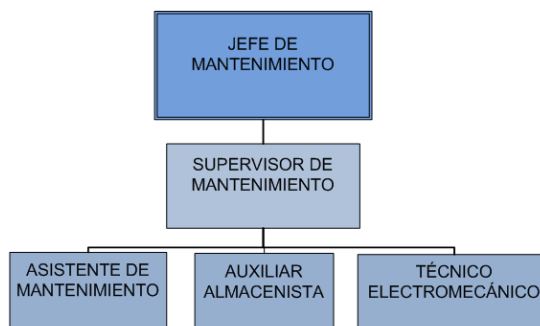 JEFE DE
MANTENIMIENTO
SUPERVISOR DE
MANTENIMIENTO
ASISTENTE DE
MANTENIMIENTO
AUXILIAR
ALMACENISTA
TÉCNICO
ELECTROMECÁNICO